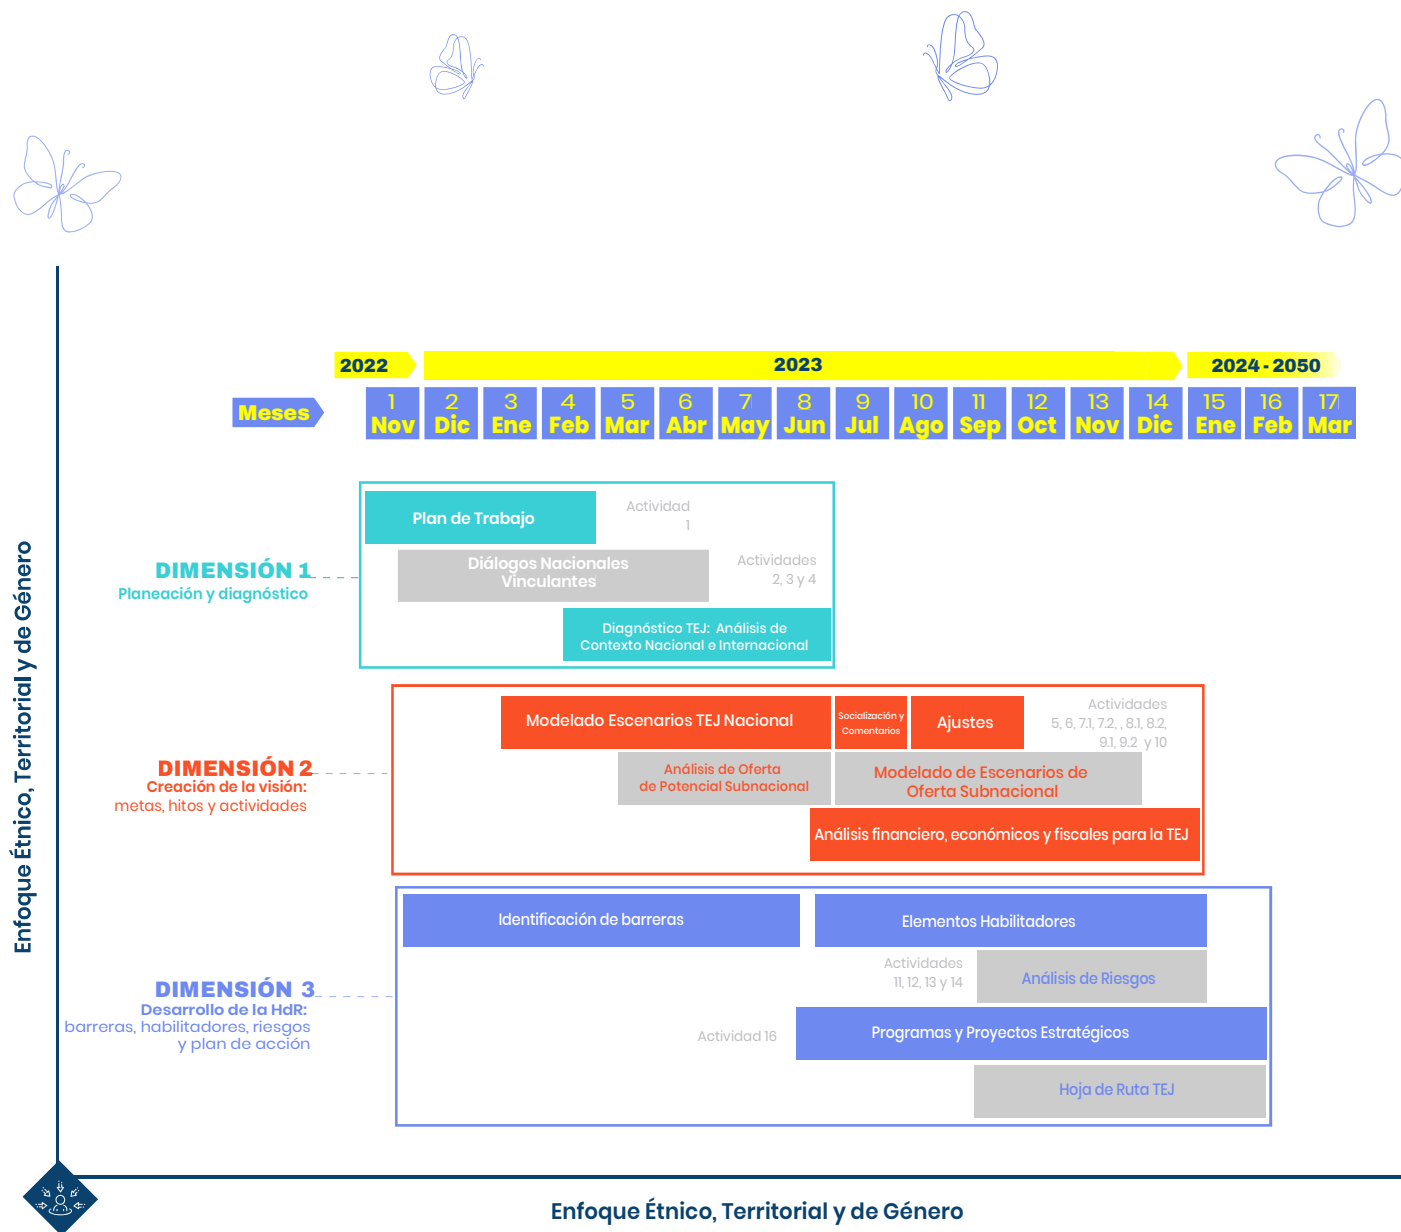 2022
2023
2024 - 2050
Meses
1 2 3 4 5 6 7 8 9 10 11 12 13 14 15 16 17
Nov Dic Ene Feb Mar Abr May Jun Jul Ago Sep Oct Nov Dic Ene Feb Mar
Enfoque Étnico, Territorial y de Género
DIMENSIÓN 1
Planeación y diagnóstico
Plan de Trabajo
Actividad
1
Diálogos Nacionales
Vinculantes
Actividades
2, 3 y 4
Diagnóstico TEJ: Análisis de
Contexto Nacional e Internacional
DIMENSIÓN 2
Creación de la visión:
metas, hitos y actividades
Modelado Escenarios TEJ Nacional
Socialización y
Comentarios
Ajustes
Actividades
5, 6, 7.1, 7.2, , 8.1, 8.2,
9.1, 9.2 y 10
Análisis de Oferta
de Potencial Subnacional
Modelado de Escenarios de
Oferta Subnacional
Análisis financiero, económicos y fiscales para la TEJ
DIMENSIÓN 3
Desarrollo de la HdR:
barreras, habilitadores, riesgos
y plan de acción
Identificación de barreras
Elementos Habilitadores
Actividades
11, 12, 13 y 14
Análisis de Riesgos
Actividad 16
Programas y Proyectos Estratégicos
Hoja de Ruta TEJ
Enfoque Étnico, Territorial y de Género